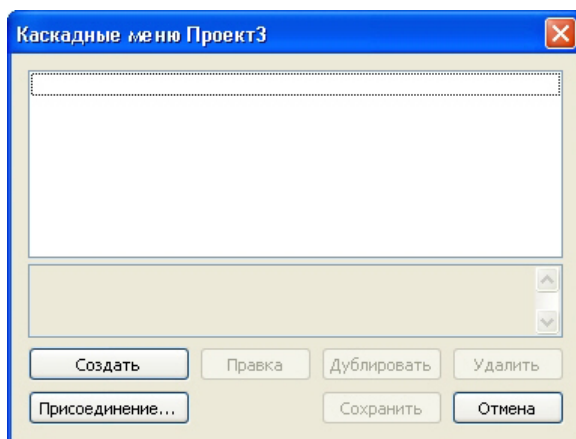 Каскадные меню Проект3
Создать Правка Дублировать Удалить
Присоединение... Сохранить Отмена